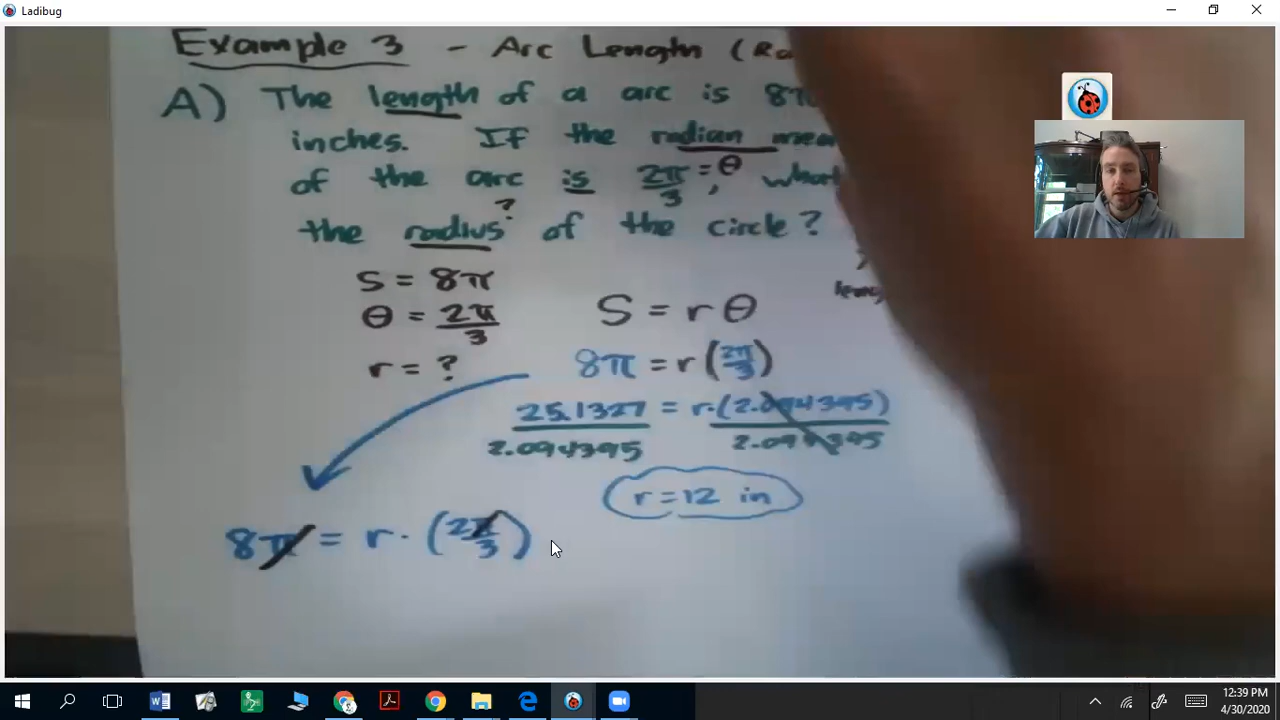 Ladibug
Example 3 - Arc Length
A) The length of a arc is 8π
inches. If the radian
of the arc is 2π/3 = θ, what
?
the radius of the circle?
S = 8π
θ = 2π/3
r = ?
S = rθ
8π = r(2π/3)
25.1327 = r·(2.094395)
2.094395 2.094395
r = 12 in
8π = r·(2π/3)
12:39 PM
4/30/2020